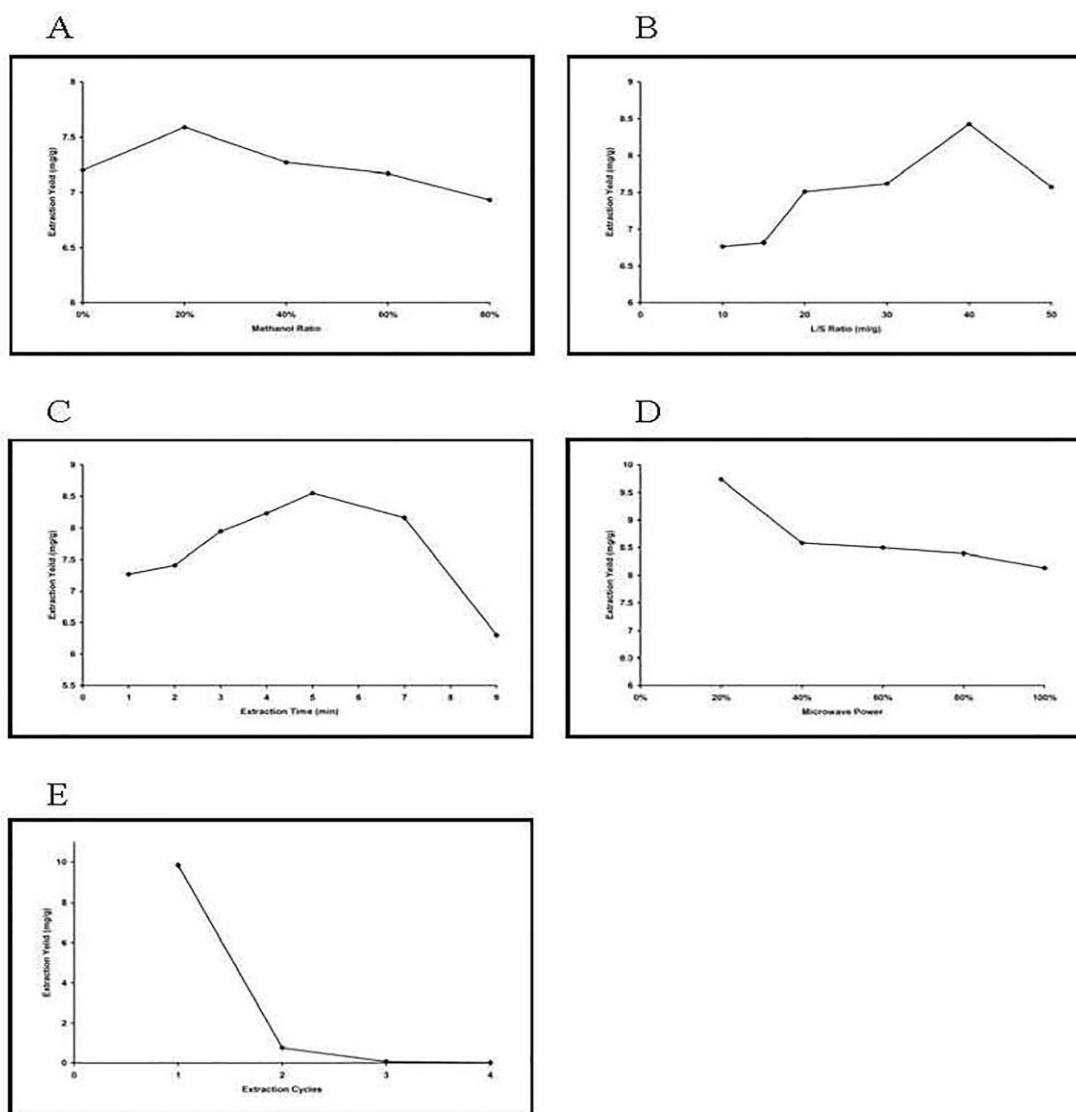 A
8
7.5
7
6.5
6
Extraction Yeild (mg/g)
0% 20% 40% 60% 80%
Methanol Ratio
B
9
8.5
8
7.5
7
6.5
6
Extraction Yeild (mg/g)
0 10 20 30 40 50
L/S Ratio (ml/g)
C
9
8.5
8
7.5
7
6.5
6
5.5
Extraction Yeild (mg/g)
0 1 2 3 4 5 6 7 8 9
Extraction Time (min)
D
10
9.5
9
8.5
8
7.5
7
6.5
6
Extraction Yeild (mg/g)
0% 20% 40% 60% 80% 100%
Microwave Power
E
10
8
6
4
2
0
Extraction Yeild (mg/g)
0 1 2 3 4
Extraction Cycles